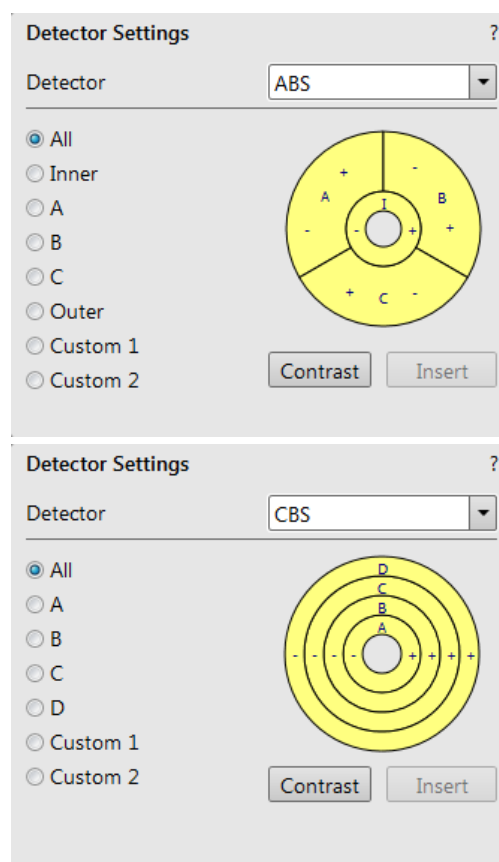 Detector Settings ?
Detector ABS
All
Inner
A
B
C
Outer
Custom 1
Custom 2
+ -
A I B
- - + +
+ C -
Contrast Insert
Detector Settings ?
Detector CBS
All
A
B
C
D
Custom 1
Custom 2
D
C
B
A
- - - - + + + +
Contrast Insert